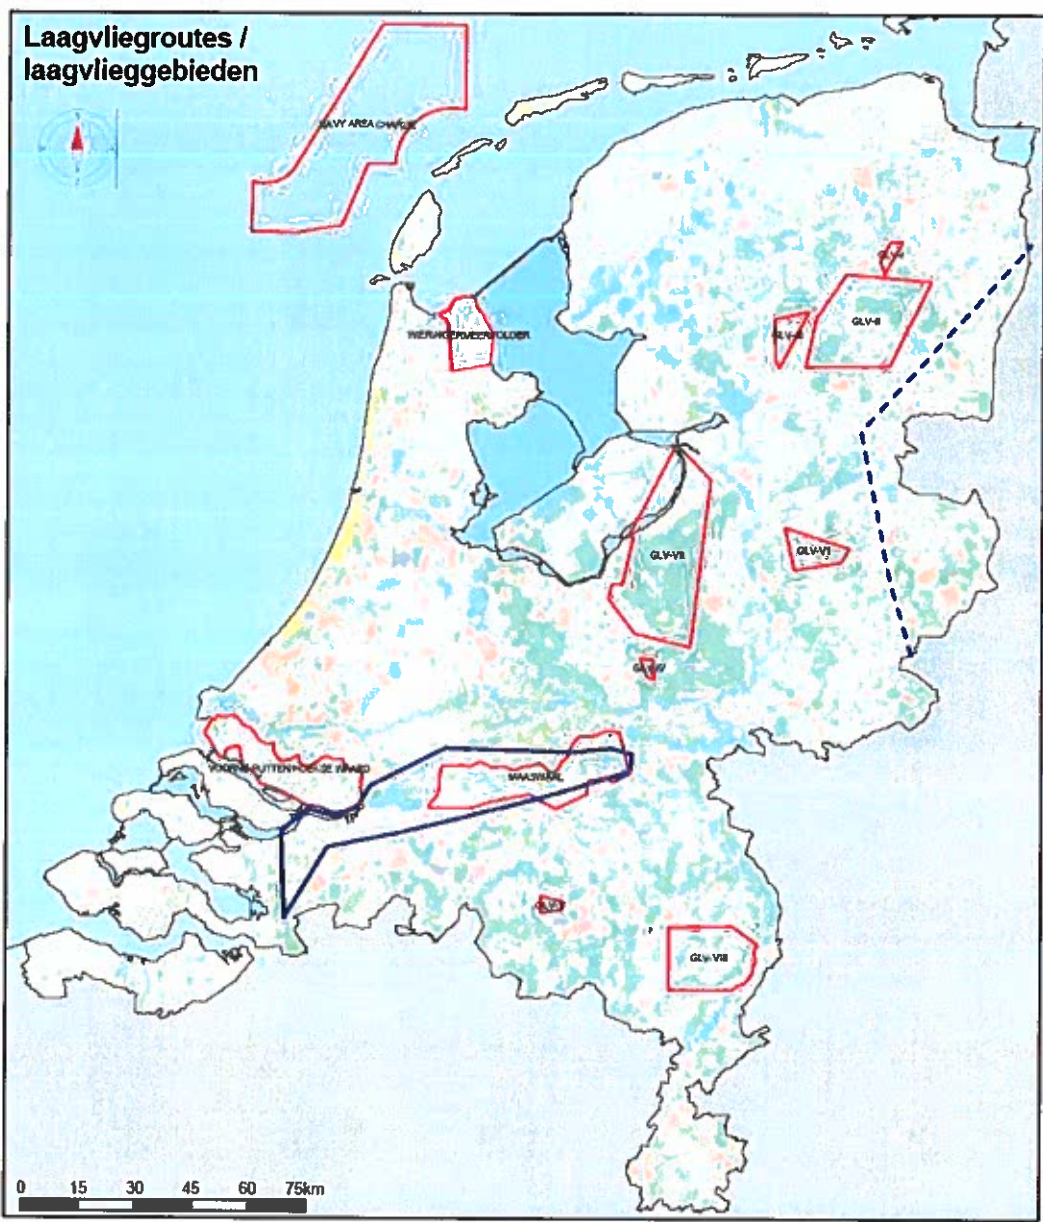 Laagvliegroutes /
laagvlieggebieden
NAVY AREA CHARLIE
GLV-II
WIERINGERMEERPOLDER
GLV-VII
GLV-VI
MAASWAAL
GLV-VIII
0 15 30 45 60 75km